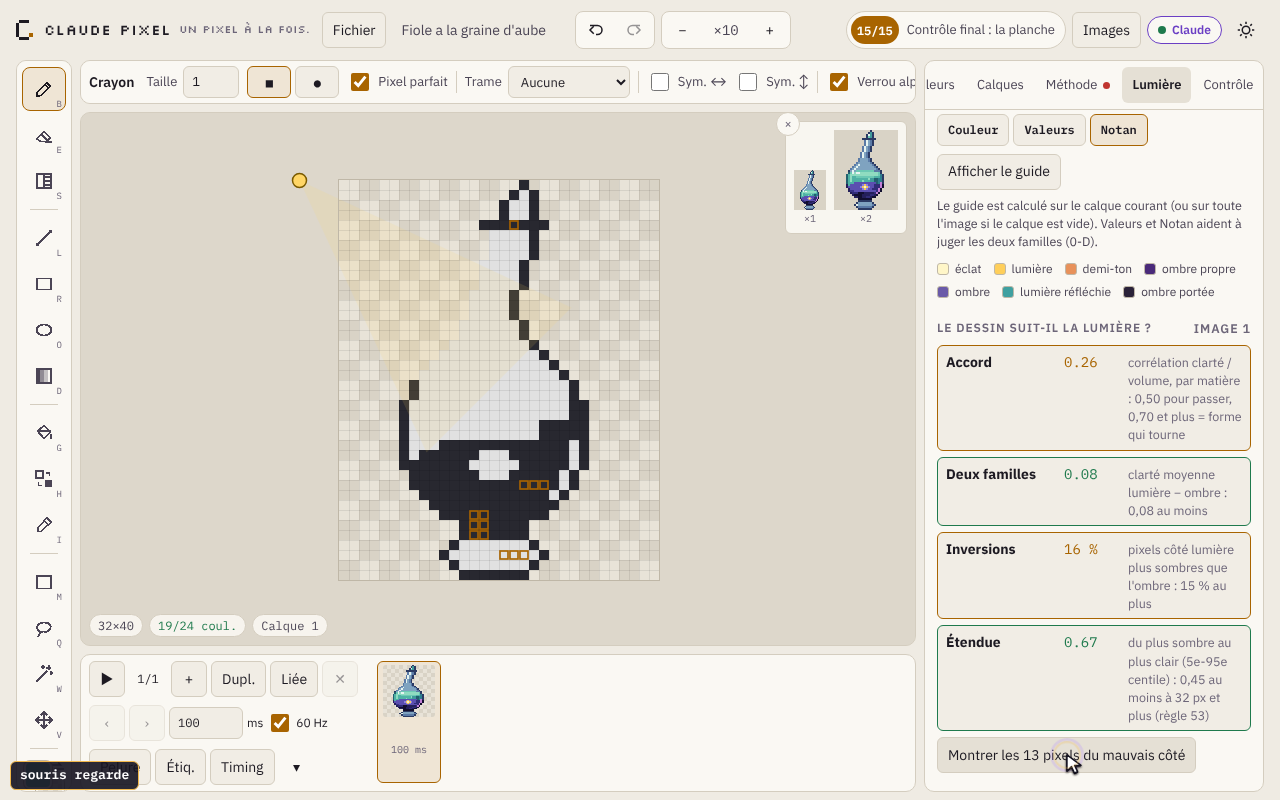 CLAUDE PIXEL UN PIXEL À LA FOIS. Fichier Fiole a la graine d'aube − ×10 + 15/15 Contrôle final : la planche Images Claude
Crayon Taille 1 Pixel parfait Trame Aucune Sym. ↔ Sym. ↕ Verrou alp
leurs Calques Méthode Lumière Contrôle
B
E
S
L
R
O
D
G
H
I
M
Q
W
V
×
×1 ×2
Couleur Valeurs Notan
Afficher le guide
Le guide est calculé sur le calque courant (ou sur toute
l'image si le calque est vide). Valeurs et Notan aident à
juger les deux familles (0-D).
éclat lumière demi-ton ombre propre
ombre lumière réfléchie ombre portée
LE DESSIN SUIT-IL LA LUMIÈRE ? IMAGE 1
Accord 0.26 corrélation clarté /
volume, par matière
: 0,50 pour passer,
0,70 et plus = forme
qui tourne
Deux familles 0.08 clarté moyenne
lumière − ombre :
0,08 au moins
Inversions 16 % pixels côté lumière
plus sombres que
l'ombre : 15 % au
plus
Étendue 0.67 du plus sombre au
plus clair (5e-95e
centile) : 0,45 au
moins à 32 px et
plus (règle 53)
Montrer les 13 pixels du mauvais côté
32×40 19/24 coul. Calque 1
▶ 1/1 + Dupl. Liée ×
‹ › 100 ms 60 Hz
100 ms
Étiq. Timing ▼
souris regarde